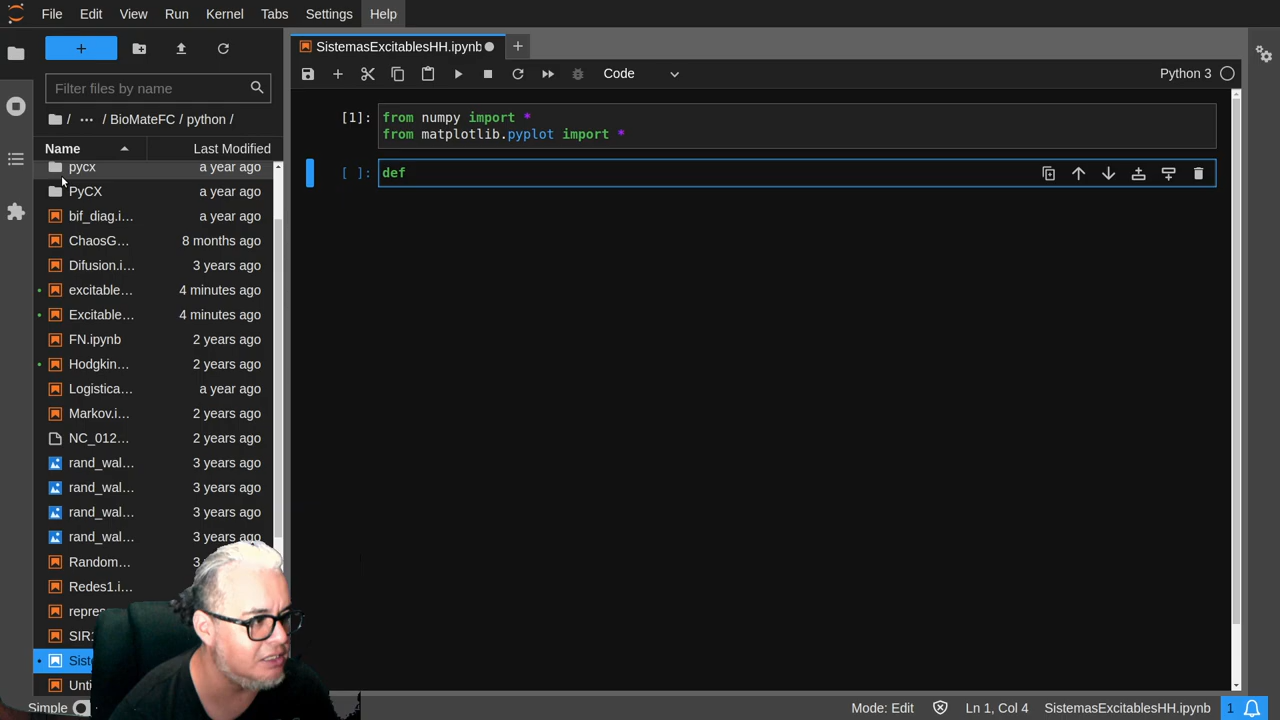 File Edit View Run Kernel Tabs Settings Help
SistemasExcitablesHH.ipynb
Code
Python 3
Filter files by name
/ ... / BioMateFC / python /
Name Last Modified
pycx a year ago
PyCX a year ago
bif_diag.i... a year ago
ChaosG... 8 months ago
Difusion.i... 3 years ago
excitable... 4 minutes ago
Excitable... 4 minutes ago
FN.ipynb 2 years ago
Hodgkin... 2 years ago
Logistica... a year ago
Markov.i... 2 years ago
NC_012... 2 years ago
rand_wal... 3 years ago
rand_wal... 3 years ago
rand_wal... 3 years ago
rand_wal... 3 years ago
Random... 3
Redes1.i...
repres
SIR
Sist
Unti
[1]: from numpy import *
from matplotlib.pyplot import *
[ ]: def
Simple
Mode: Edit
Ln 1, Col 4
SistemasExcitablesHH.ipynb
1